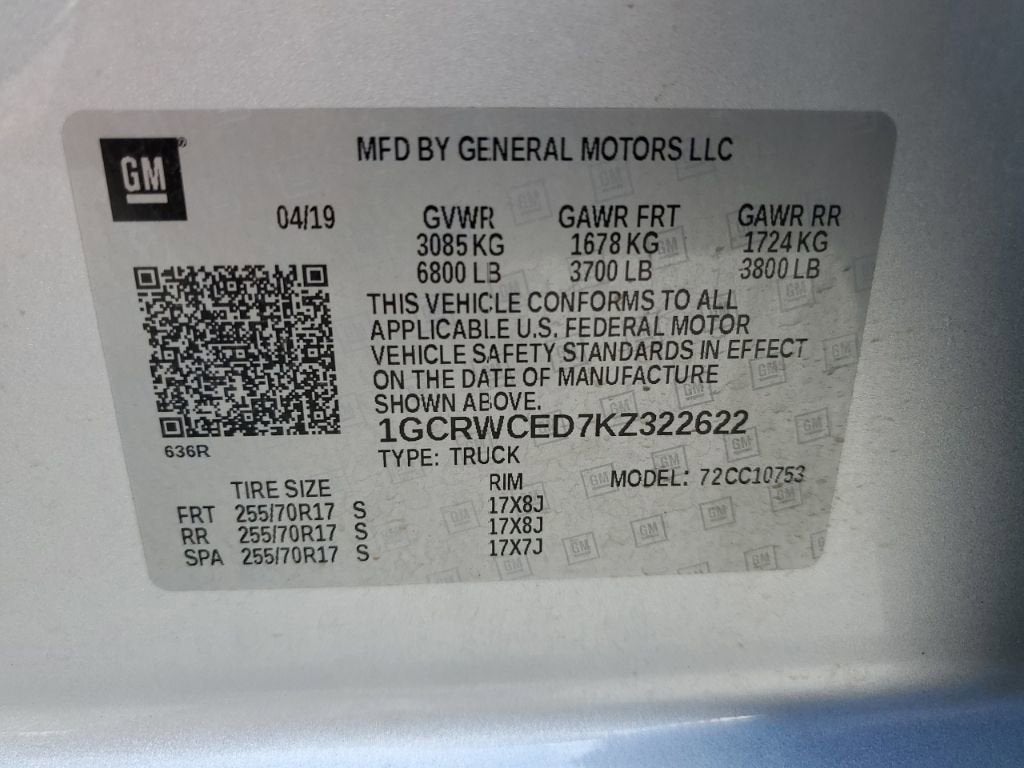 GM
MFD BY GENERAL MOTORS LLC
04/19 GVWR GAWR FRT GAWR RR
3085 KG 1678 KG 1724 KG
6800 LB 3700 LB 3800 LB
THIS VEHICLE CONFORMS TO ALL
APPLICABLE U.S. FEDERAL MOTOR
VEHICLE SAFETY STANDARDS IN EFFECT
ON THE DATE OF MANUFACTURE
SHOWN ABOVE.
1GCRWCED7KZ322622
636R
TYPE: TRUCK
MODEL: 72CC10753
TIRE SIZE RIM
FRT 255/70R17 S 17X8J
RR 255/70R17 S 17X8J
SPA 255/70R17 S 17X7J